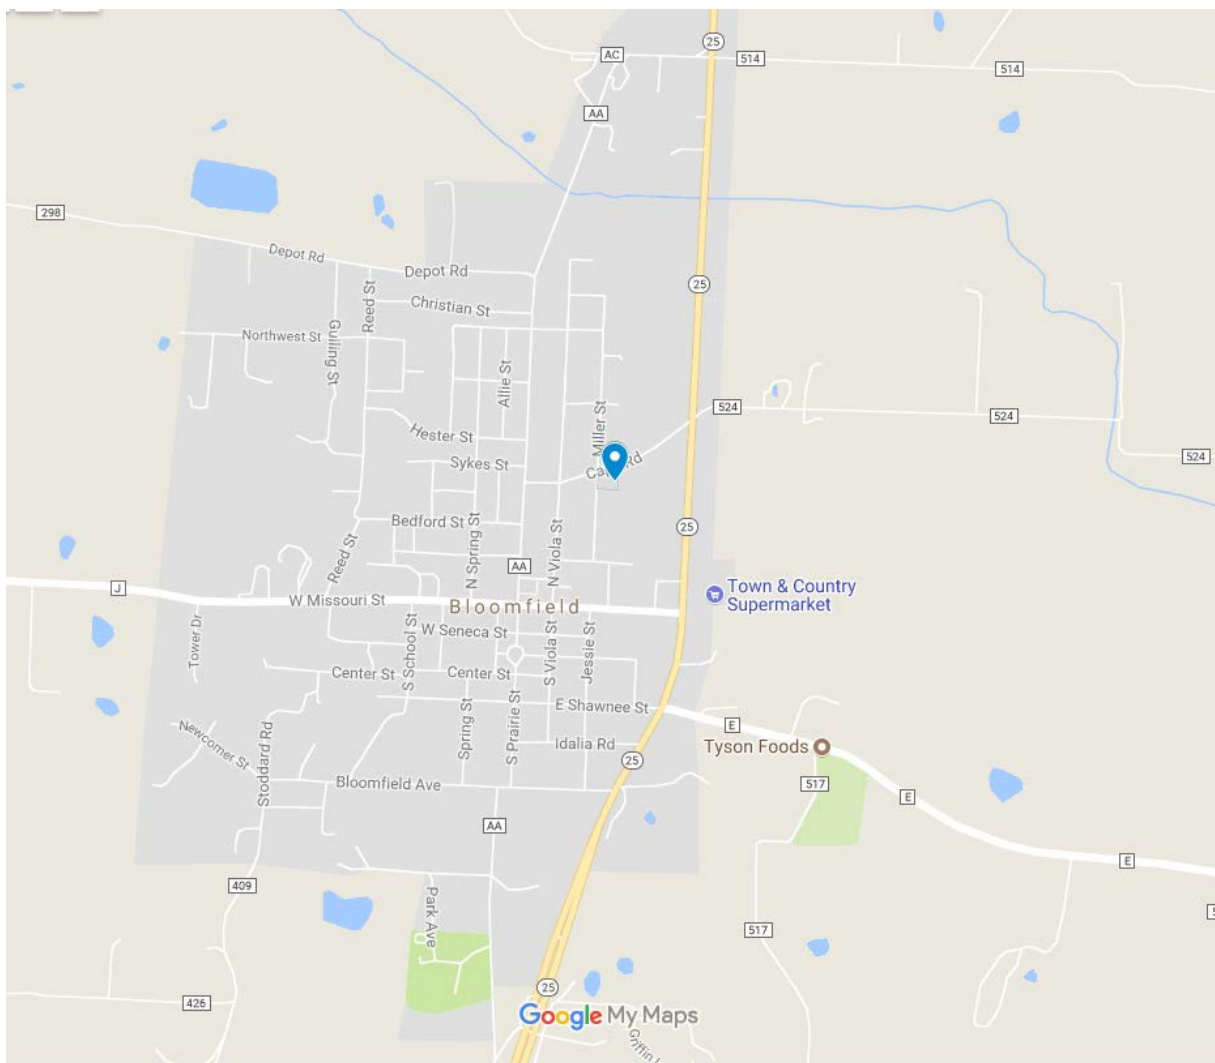 25
AC
514
514
AA
298
Depot Rd
Depot Rd
25
Christian St
Reed St
Guiling St
Northwest St
Allie St
524
524
Miller St
Hester St
524
Sykes St
Bedford St
N Spring St
N Viola St
25
Reed St
AA
J
W Missouri St
Bloomfield
Town & Country
Supermarket
Tower Dr
S School St
W Seneca St
S Viola St
Jessie St
Center St
Center St
E Shawnee St
Spring St
S Prairie St
E
Newcomer St
Stoddard Rd
Idalia Rd
Tyson Foods
25
Bloomfield Ave
517
E
AA
E
409
Park Ave
517
25
426
Google My Maps